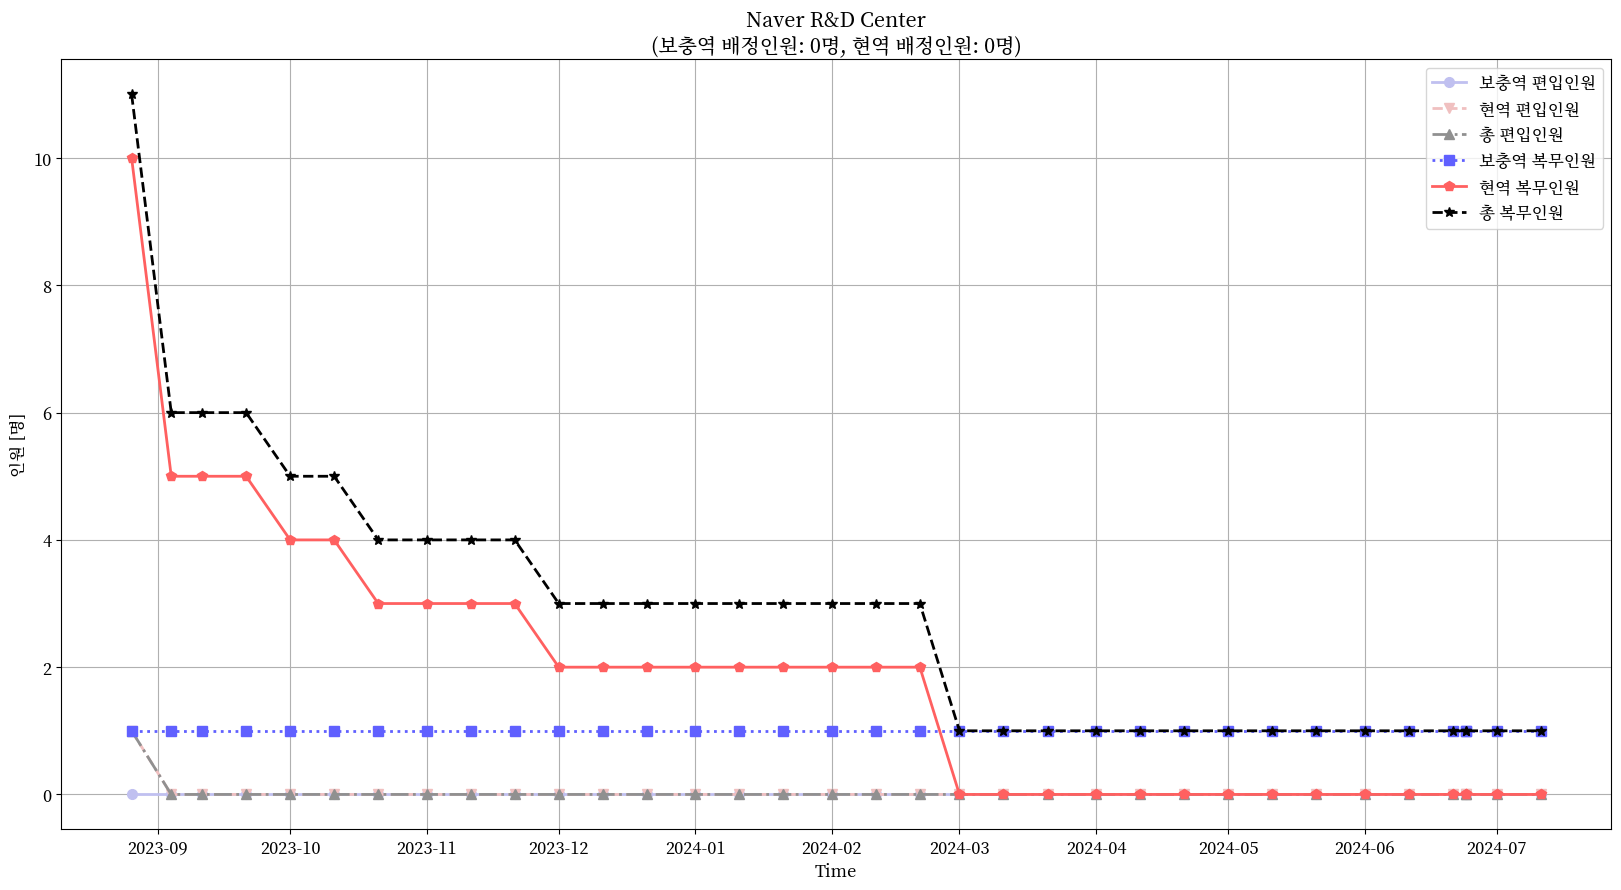 Naver R&D Center
(보충역 배정인원: 0명, 현역 배정인원: 0명)
보충역 편입인원
현역 편입인원
총 편입인원
보충역 복무인원
현역 복무인원
총 복무인원
인원 [명]
10
8
6
4
2
0
2023-09 2023-10 2023-11 2023-12 2024-01 2024-02 2024-03 2024-04 2024-05 2024-06 2024-07
Time